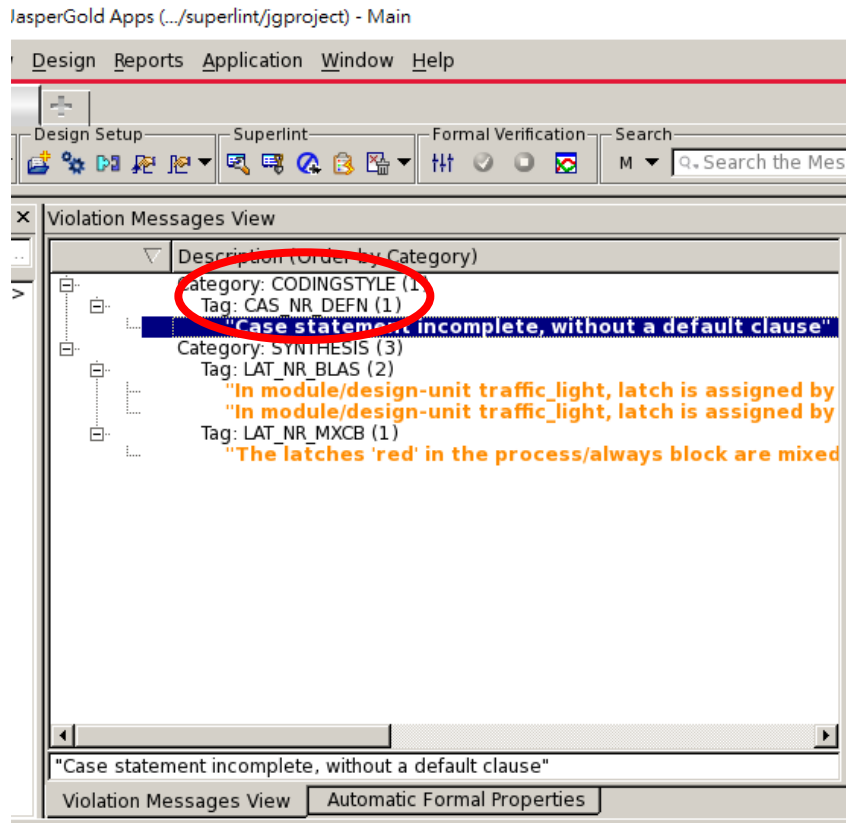 JasperGold Apps (.../superlint/jgproject) - Main
Design Reports Application Window Help
Design Setup Superlint Formal Verification Search
M Search the Mes
× Violation Messages View
Description (Order by Category)
Category: CODINGSTYLE (1)
Tag: CAS_NR_DEFN (1)
"Case statement incomplete, without a default clause"
Category: SYNTHESIS (3)
Tag: LAT_NR_BLAS (2)
"In module/design-unit traffic_light, latch is assigned by
"In module/design-unit traffic_light, latch is assigned by
Tag: LAT_NR_MXCB (1)
"The latches 'red' in the process/always block are mixed
"Case statement incomplete, without a default clause"
Violation Messages View Automatic Formal Properties